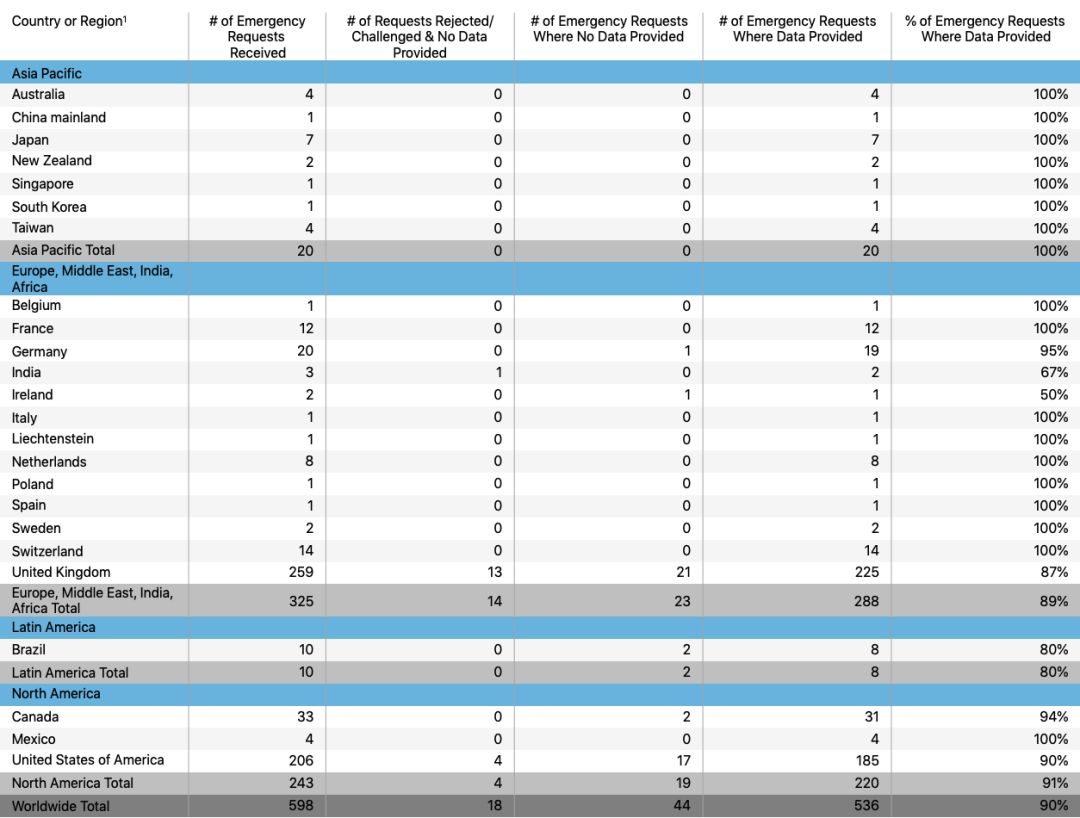 Country or Region¹ # of Emergency Requests Received # of Requests Rejected/ Challenged & No Data Provided # of Emergency Requests Where No Data Provided # of Emergency Requests Where Data Provided % of Emergency Requests Where Data Provided
Asia Pacific
Australia 4 0 0 4 100%
China mainland 1 0 0 1 100%
Japan 7 0 0 7 100%
New Zealand 2 0 0 2 100%
Singapore 1 0 0 1 100%
South Korea 1 0 0 1 100%
Taiwan 4 0 0 4 100%
Asia Pacific Total 20 0 0 20 100%
Europe, Middle East, India,
Africa
Belgium 1 0 0 1 100%
France 12 0 0 12 100%
Germany 20 0 1 19 95%
India 3 1 0 2 67%
Ireland 2 0 1 1 50%
Italy 1 0 0 1 100%
Liechtenstein 1 0 0 1 100%
Netherlands 8 0 0 8 100%
Poland 1 0 0 1 100%
Spain 1 0 0 1 100%
Sweden 2 0 0 2 100%
Switzerland 14 0 0 14 100%
United Kingdom 259 13 21 225 87%
Europe, Middle East, India,
Africa Total 325 14 23 288 89%
Latin America
Brazil 10 0 2 8 80%
Latin America Total 10 0 2 8 80%
North America
Canada 33 0 2 31 94%
Mexico 4 0 0 4 100%
United States of America 206 4 17 185 90%
North America Total 243 4 19 220 91%
Worldwide Total 598 18 44 536 90%